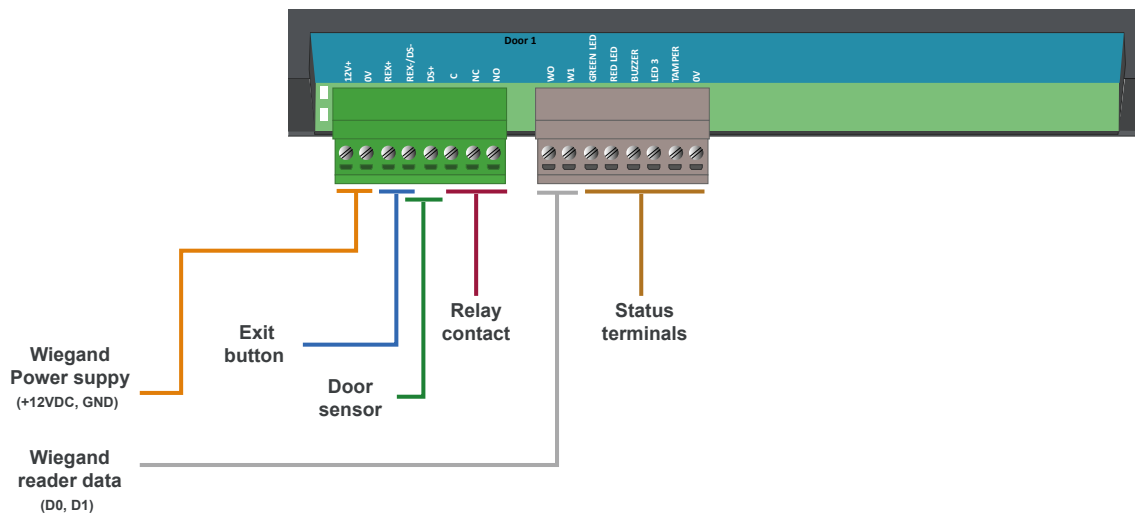 Door 1
12V+
0V
REX+
REX-/DS-
DS+
C
NC
NO
WO
W1
GREEN LED
RED LED
BUZZER
LED 3
TAMPER
0V
Relay
contact
Status
terminals
Exit
button
Wiegand
Power suppy
(+12VDC, GND)
Door
sensor
Wiegand
reader data
(D0, D1)